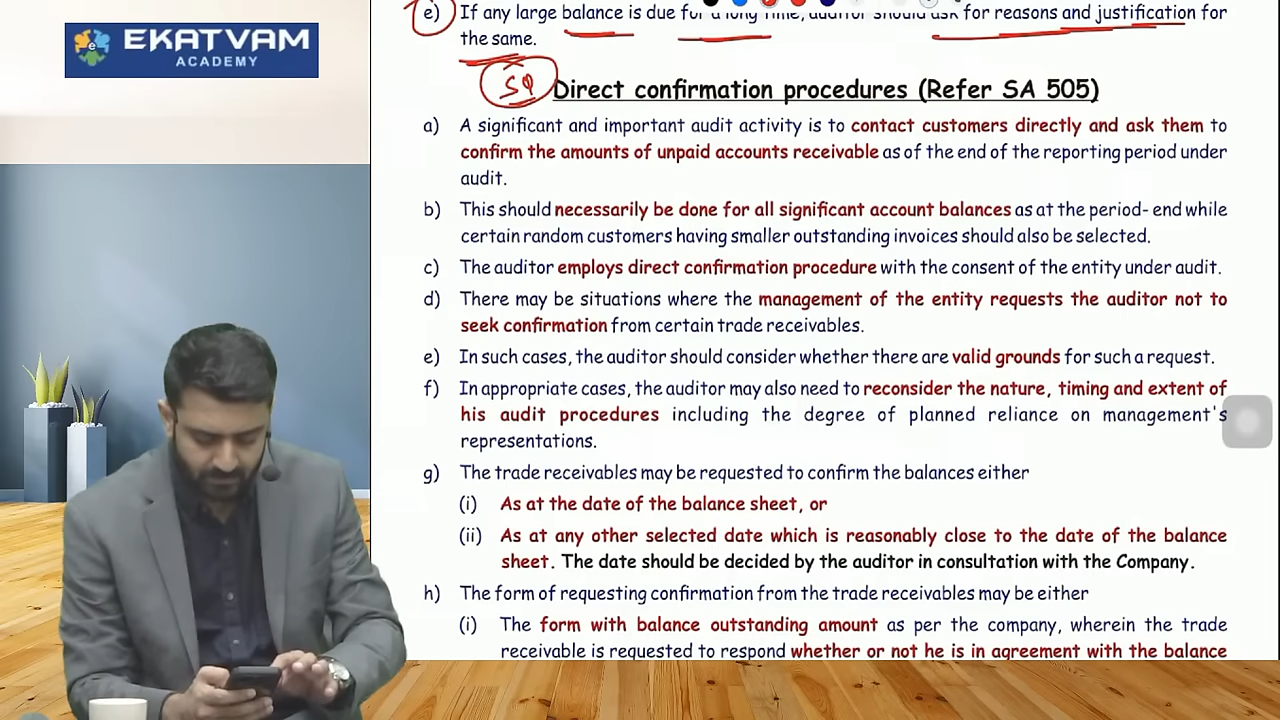 EKATVAM
ACADEMY
e) If any large balance is due for a long time, auditor should ask for reasons and justification for
the same.
SQ
Direct confirmation procedures (Refer SA 505)
a) A significant and important audit activity is to contact customers directly and ask them to
confirm the amounts of unpaid accounts receivable as of the end of the reporting period under
audit.
b) This should necessarily be done for all significant account balances as at the period- end while
certain random customers having smaller outstanding invoices should also be selected.
c) The auditor employs direct confirmation procedure with the consent of the entity under audit.
d) There may be situations where the management of the entity requests the auditor not to
seek confirmation from certain trade receivables.
e) In such cases, the auditor should consider whether there are valid grounds for such a request.
f) In appropriate cases, the auditor may also need to reconsider the nature, timing and extent of
his audit procedures including the degree of planned reliance on management's
representations.
g) The trade receivables may be requested to confirm the balances either
(i) As at the date of the balance sheet, or
(ii) As at any other selected date which is reasonably close to the date of the balance
sheet. The date should be decided by the auditor in consultation with the Company.
h) The form of requesting confirmation from the trade receivables may be either
(i) The form with balance outstanding amount as per the company, wherein the trade
receivable is requested to respond whether or not he is in agreement with the balance